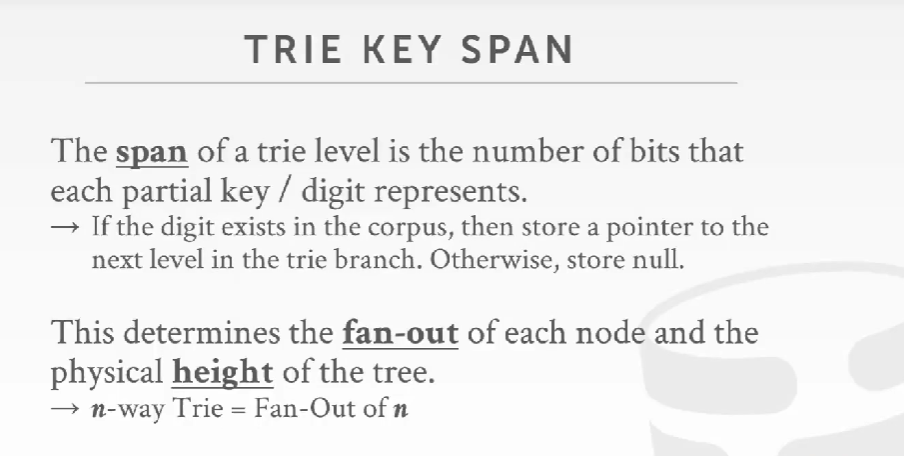 TRIE KEY SPAN
The span of a trie level is the number of bits that
each partial key / digit represents.
→ If the digit exists in the corpus, then store a pointer to the
next level in the trie branch. Otherwise, store null.
This determines the fan-out of each node and the
physical height of the tree.
→ n-way Trie = Fan-Out of n